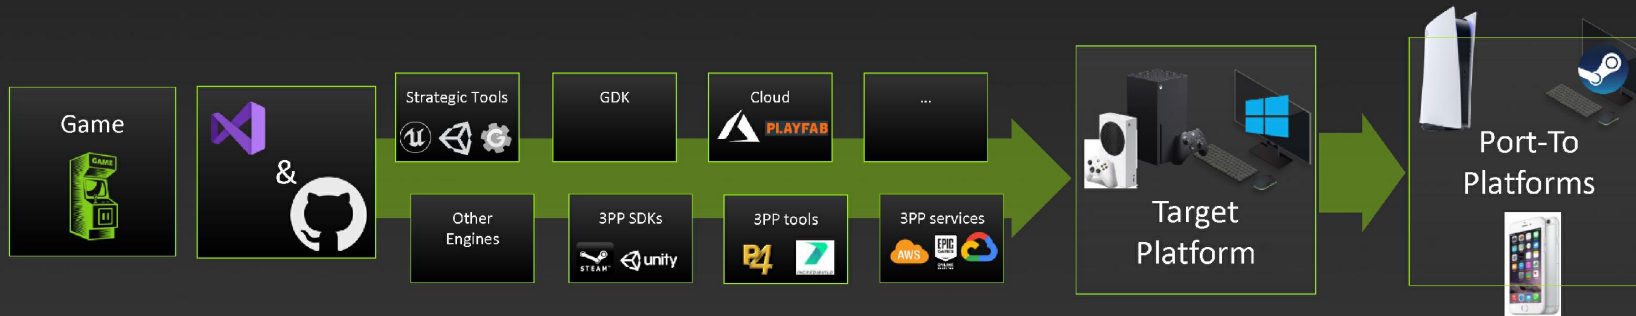 Game
GAME
&
Strategic Tools
GDK
Cloud
PLAYFAB
...
Other
Engines
3PP SDKs
STEAM
unity
3PP tools
P4
3PP services
AWS
EPIC
GAMES
Target
Platform
Port-To
Platforms